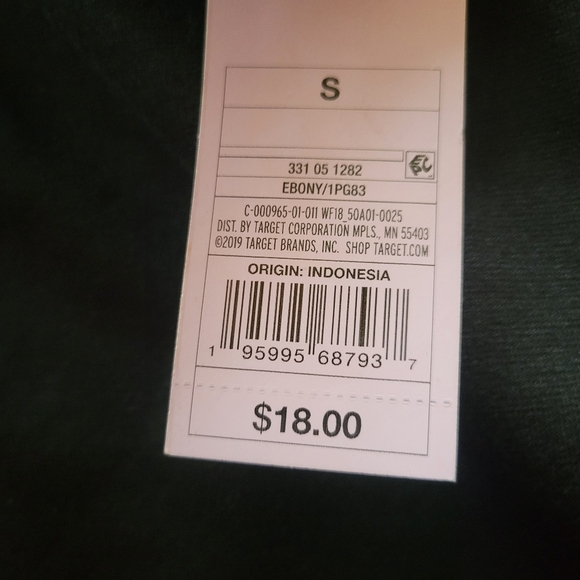 S
331 05 1282
EBONY/1PG83
C-000965-01-011 WF18_50A01-0025
DIST. BY TARGET CORPORATION MPLS., MN 55403
©2019 TARGET BRANDS, INC. SHOP TARGET.COM
ORIGIN: INDONESIA
1 95995 68793 7
$18.00